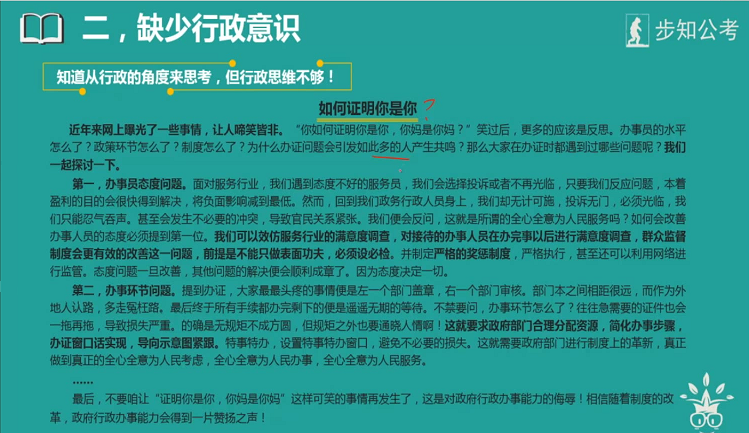 二，缺少行政意识
步知公考
知道从行政的角度来思考，但行政思维不够！
如何证明你是你？
近年来网上曝光了一些事情，让人啼笑皆非。“你如何证明你是你，你妈是你妈？”笑过后，更多的应该是反思。办事员的水平
怎么了？政策环节怎么了？制度怎么了？为什么办证问题会引发如此多的人产生共鸣？那么大家在办证时都遇到过哪些问题呢？我们
一起探讨一下。
第一，办事员态度问题。面对服务行业，我们遇到态度不好的服务员，我们会选择投诉或者不再光临，只要我们反应问题，本着
盈利的目的会很快得到解决，将负面影响减到最低。然而，回到我们政务行政人员身上，我们却无计可施，投诉无门，必须光临，我
们只能忍气吞声。甚至会发生不必要的冲突，导致官民关系紧张。我们便会反问，这就是所谓的全心全意为人民服务吗？如何会改善
办事人员的态度必须提到第一位。我们可以效仿服务行业的满意度调查，对接待的办事人员在办完事以后进行满意度调查，群众监督
制度会更有效的改善这一问题，前提是不能只做表面功夫，必须设必检。并制定严格的奖惩制度，严格执行，甚至还可以利用网络进
行监管。态度问题一旦改善，其他问题的解决便会顺利成章了。因为态度决定一切。
第二，办事环节问题。提到办证，大家最最头疼的事情便是左一个部门盖章，右一个部门审核。部门本之间相距很远，而作为外
地人认路，多走冤枉路。最后终于所有手续都办完剩下的便是遥遥无期的等待。不禁要问，办事环节怎么了？往往急需要的证件也会
一拖再拖，导致损失严重。的确是无规矩不成方圆，但规矩之外也要通晓人情啊！这就要求政府部门合理分配资源，简化办事步骤，
办证窗口话实现，导向示意图紧跟。特事特办，设置特事特办窗口，避免不必要的损失。这就需要政府部门进行制度上的革新，真正
做到真正的全心全意为人民考虑，全心全意为人民办事，全心全意为人民服务。
……
最后，不要咱让“证明你是你，你妈是你妈”这样可笑的事情再发生了，这是对政府行政办事能力的侮辱！相信随着制度的改
革，政府行政办事能力会得到一片赞扬之声！